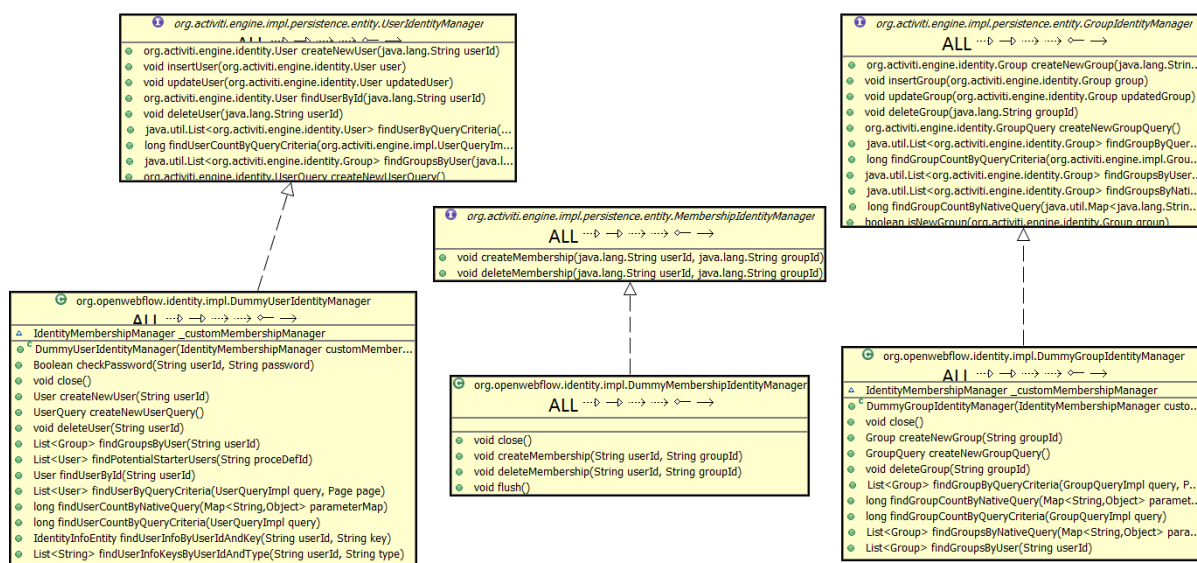 org.activiti.engine.impl.persistence.entity.UserIdentityManager
ALL
org.activiti.engine.identity.User createNewUser(java.lang.String userId)
void insertUser(org.activiti.engine.identity.User user)
void updateUser(org.activiti.engine.identity.User updatedUser)
org.activiti.engine.identity.User findUserById(java.lang.String userId)
void deleteUser(java.lang.String userId)
java.util.List<org.activiti.engine.identity.User> findUserByQueryCriteria(...
long findUserCountByQueryCriteria(org.activiti.engine.impl.UserQueryIm...
java.util.List<org.activiti.engine.identity.Group> findGroupsByUser(java.l...
org.activiti.engine.identity.UserQuery createNewUserQuery()
org.activiti.engine.impl.persistence.entity.GroupIdentityManager
ALL
org.activiti.engine.identity.Group createNewGroup(java.lang.Strin...
void insertGroup(org.activiti.engine.identity.Group group)
void updateGroup(org.activiti.engine.identity.Group updatedGroup)
void deleteGroup(java.lang.String groupId)
org.activiti.engine.identity.GroupQuery createNewGroupQuery()
java.util.List<org.activiti.engine.identity.Group> findGroupByQuer...
long findGroupCountByQueryCriteria(org.activiti.engine.impl.Grou...
java.util.List<org.activiti.engine.identity.Group> findGroupsByUser...
java.util.List<org.activiti.engine.identity.Group> findGroupsByNati...
long findGroupCountByNativeQuery(java.util.Map<java.lang.Strin...
boolean isNewGroup(org.activiti.engine.identity.Group group)
org.activiti.engine.impl.persistence.entity.MembershipIdentityManager
ALL
void createMembership(java.lang.String userId, java.lang.String groupId)
void deleteMembership(java.lang.String userId, java.lang.String groupId)
org.openwebflow.identity.impl.DummyUserIdentityManager
ALL
IdentityMembershipManager _customMembershipManager
DummyUserIdentityManager(IdentityMembershipManager customMember...
Boolean checkPassword(String userId, String password)
void close()
User createNewUser(String userId)
UserQuery createNewUserQuery()
void deleteUser(String userId)
List<Group> findGroupsByUser(String userId)
List<User> findPotentialStarterUsers(String proceDefId)
User findUserById(String userId)
List<User> findUserByQueryCriteria(UserQueryImpl query, Page page)
long findUserCountByNativeQuery(Map<String,Object> parameterMap)
long findUserCountByQueryCriteria(UserQueryImpl query)
IdentityInfoEntity findUserInfoByUserIdAndKey(String userId, String key)
List<String> findUserInfoKeysByUserIdAndType(String userId, String type)
org.openwebflow.identity.impl.DummyMembershipIdentityManager
ALL
void close()
void createMembership(String userId, String groupId)
void deleteMembership(String userId, String groupId)
void flush()
org.openwebflow.identity.impl.DummyGroupIdentityManager
ALL
IdentityMembershipManager _customMembershipManager
DummyGroupIdentityManager(IdentityMembershipManager custo...
void close()
Group createNewGroup(String groupId)
GroupQuery createNewGroupQuery()
void deleteGroup(String groupId)
List<Group> findGroupByQueryCriteria(GroupQueryImpl query, P...
long findGroupCountByNativeQuery(Map<String,Object> paramet...
long findGroupCountByQueryCriteria(GroupQueryImpl query)
List<Group> findGroupsByNativeQuery(Map<String,Object> para...
List<Group> findGroupsByUser(String userId)